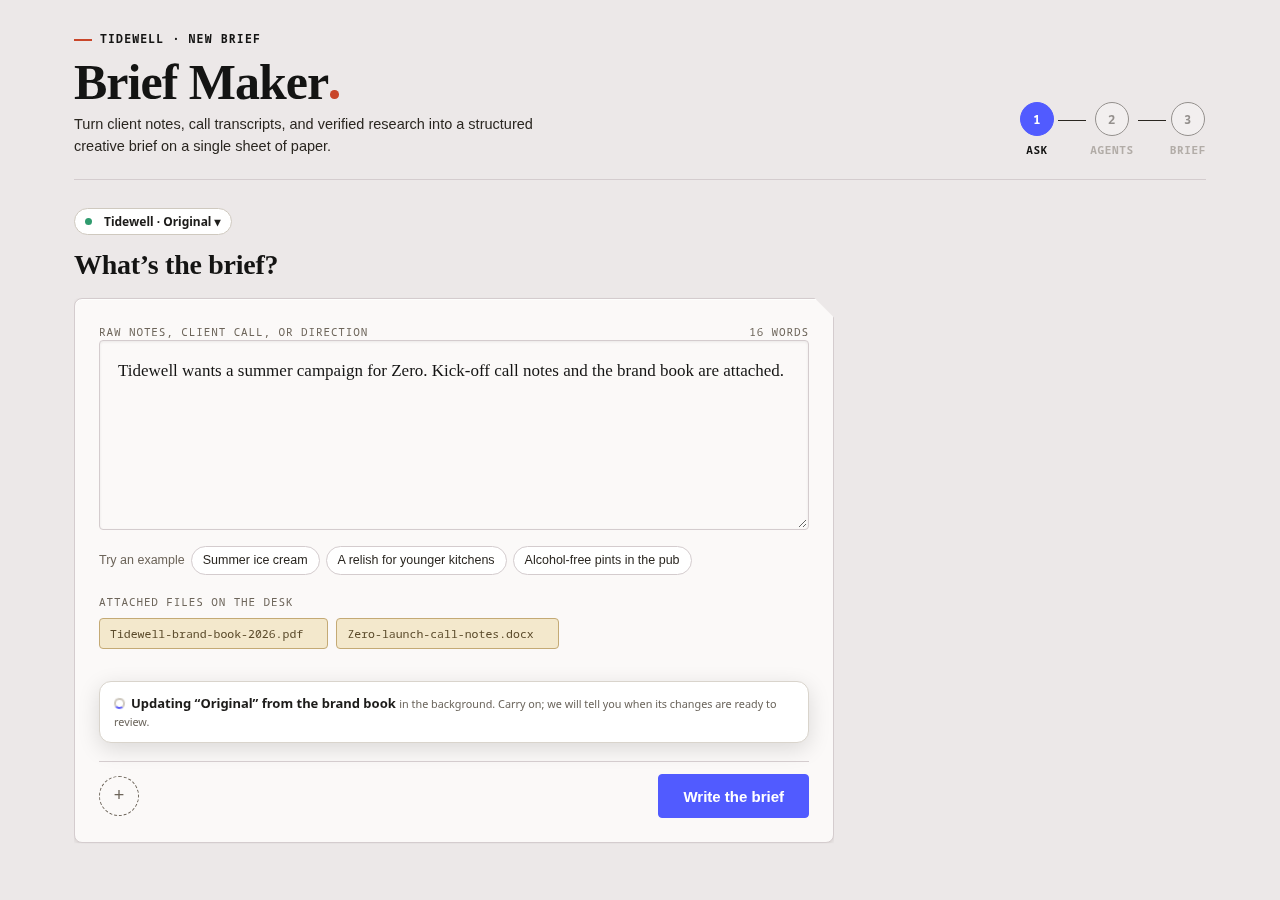 TIDEWELL · NEW BRIEF
Brief Maker.
Turn client notes, call transcripts, and verified research into a structured
creative brief on a single sheet of paper.
1
2
3
ASK
AGENTS
BRIEF
Tidewell · Original ▾
What’s the brief?
RAW NOTES, CLIENT CALL, OR DIRECTION
16 WORDS
Tidewell wants a summer campaign for Zero. Kick-off call notes and the brand book are attached.
Try an example
Summer ice cream
A relish for younger kitchens
Alcohol-free pints in the pub
ATTACHED FILES ON THE DESK
Tidewell-brand-book-2026.pdf
Zero-launch-call-notes.docx
Updating “Original” from the brand book in the background. Carry on; we will tell you when its changes are ready to
review.
+
Write the brief